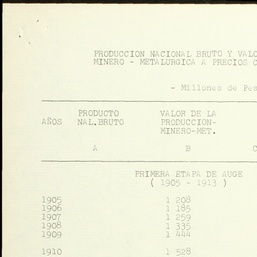 PRODUCCION NACIONAL BRUTO Y
MINERO - METALURGICA A PRECIOS
- Millones de
PRODUCTO VALOR DE LA
AÑOS NAL.BRUTO PRODUCCION-
MINERO-MET.
A B
PRIMERA ETAPA DE AUGE
( 1905 - 1913 )
1905 1 208
1906 1 185
1907 1 259
1908 1 335
1909 1 444
1910 1 528